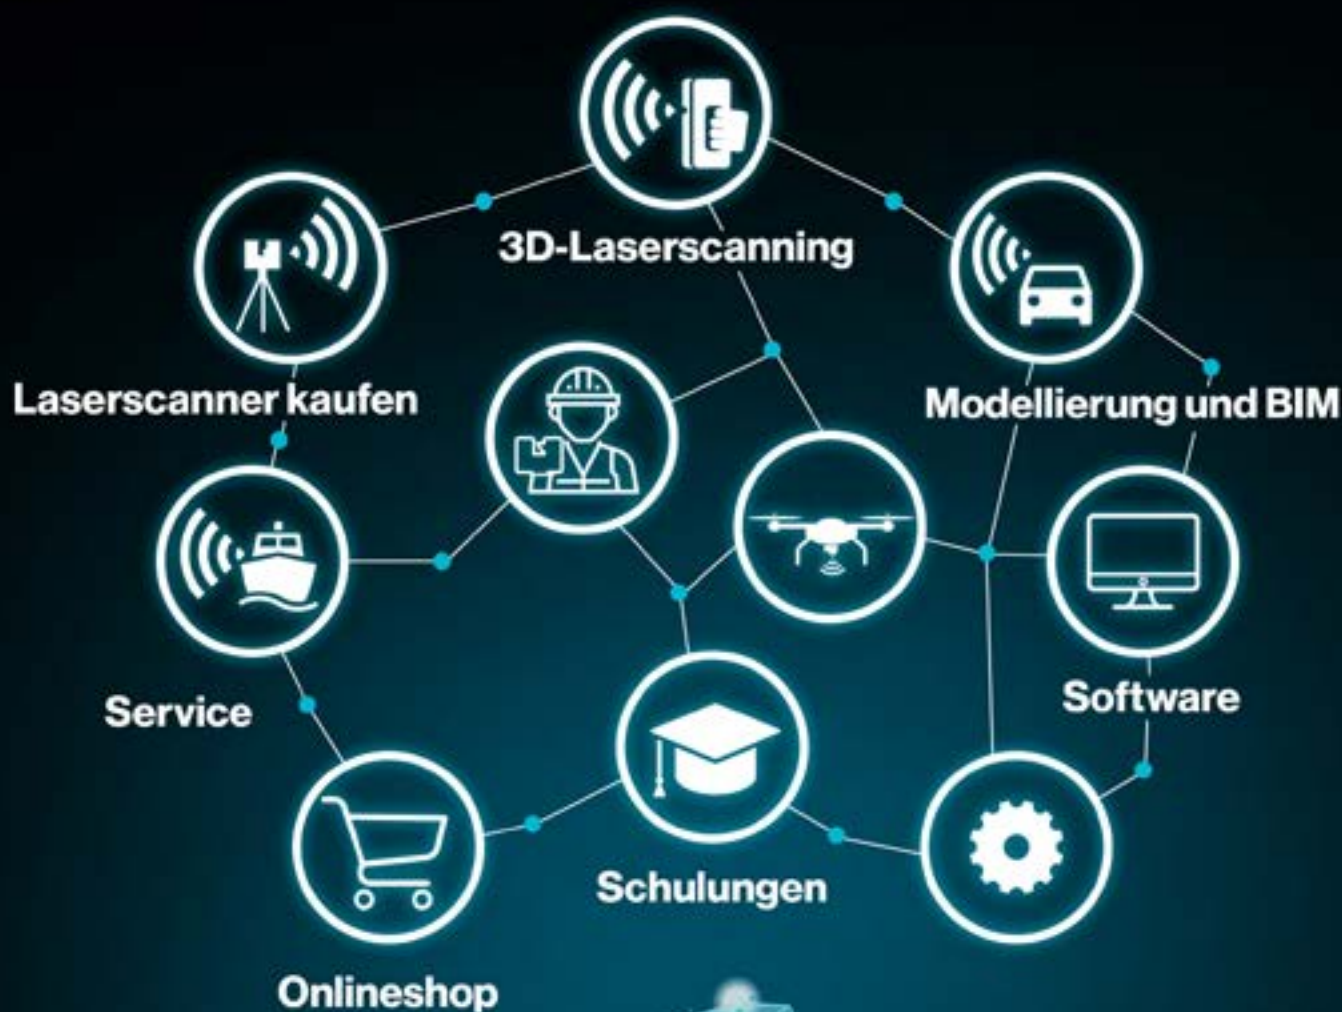 3D-Laserscanning
Laserscanner kaufen
Modellierung und BIM
Service
Software
Schulungen
Onlineshop